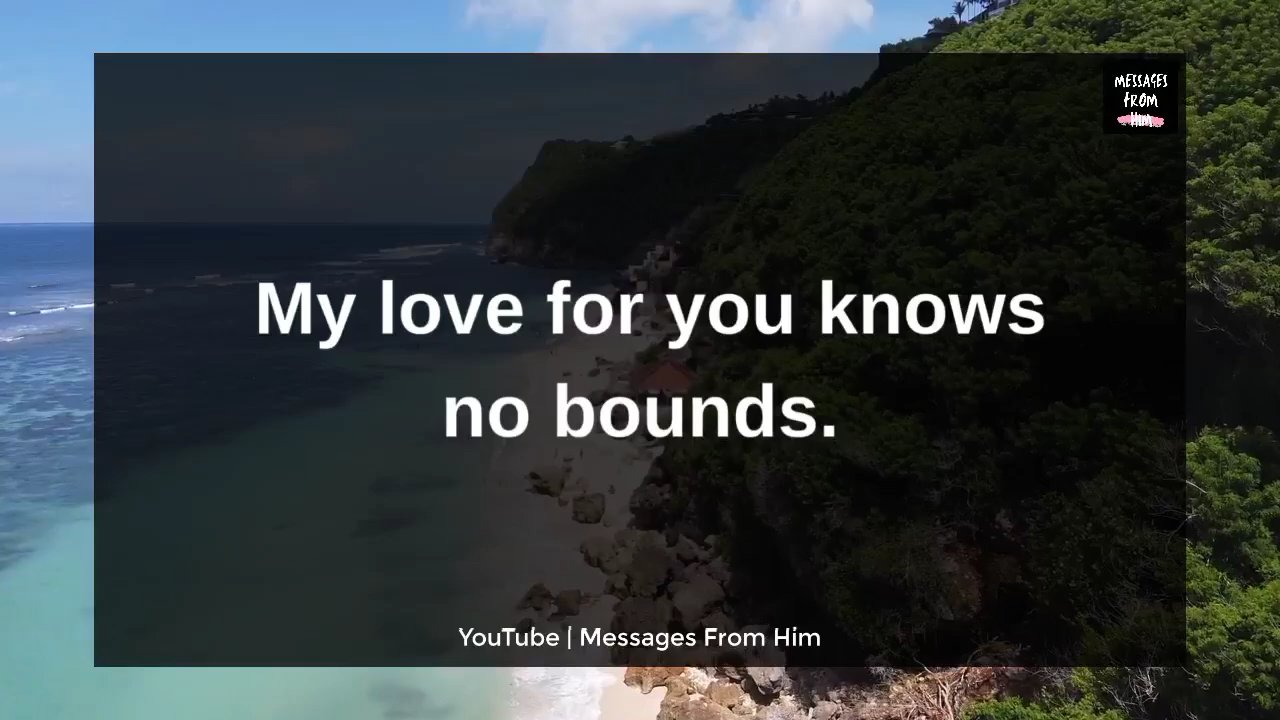 MESSAGES
FROM
Him
My love for you knows
no bounds.
YouTube | Messages From Him